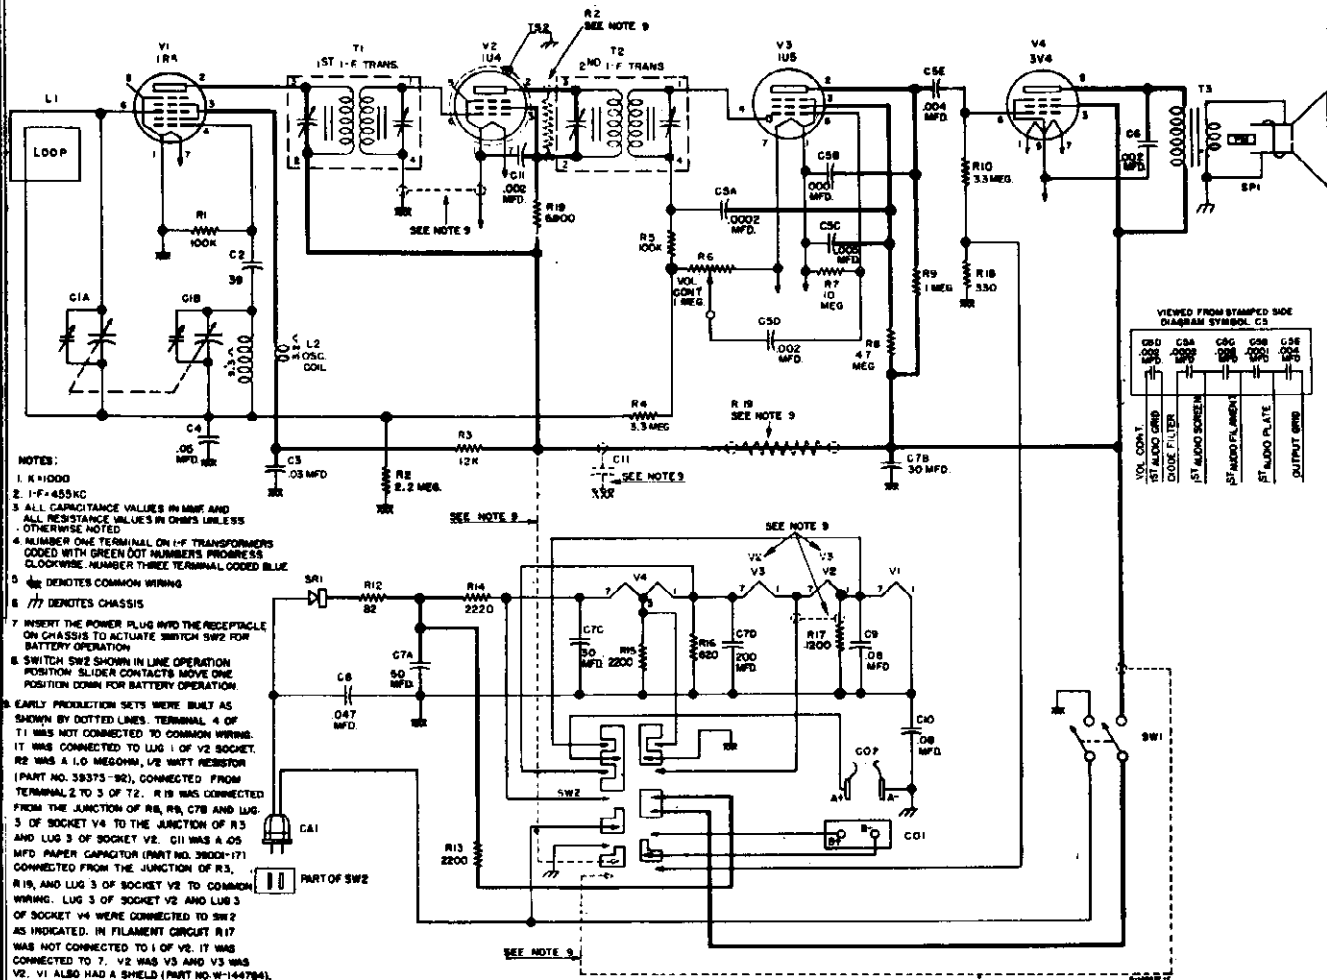 V1
1R5
T1
1ST I-F TRANS.
V2
1U4
TS2
R2
SEE NOTE 9
T2
2ND I-F TRANS
V3
1U5
C5E
.004
MFD.
V4
3V4
C6
.002
MFD.
T3
PM
SP1
L1
LOOP
R1
100K
C2
39
C1A
C1B
L2
OSC.
COIL
C11
.002
MFD.
R19
6800
SEE NOTE 9
R5
100K
C5A
.0002
MFD.
C5B
.0001
MFD.
C5C
.005
MFD.
R6
VOL
CONT
1 MEG.
R7
10
MEG
C5D
.002
MFD.
R8
4.7
MEG
R9
1 MEG
R10
3.3 MEG.
R18
330
VIEWED FROM STAMPED SIDE
DIAGRAM SYMBOL C5
C5D
C5A
C5C
C5B
C5E
VOL CONT.
1ST AUDIO GRID
DIODE FILTER
1ST AUDIO SCREEN
1ST AUDIO FILAMENT
1ST AUDIO PLATE
OUTPUT GRID
C4
.05
MFD
C3
.03 MFD
R3
12K
R2
2.2 MEG.
R4
3.3 MEG
R19
SEE NOTE 9
C11
SEE NOTE 9
C7B
30 MFD.
NOTES:
1. K=1000
2. I-F=455KC
3 ALL CAPACITANCE VALUES IN MMF AND
ALL RESISTANCE VALUES IN OHMS UNLESS
OTHERWISE NOTED
4. NUMBER ONE TERMINAL ON I-F TRANSFORMERS
CODED WITH GREEN DOT NUMBERS PROGRESS
CLOCKWISE. NUMBER THREE TERMINAL CODED BLUE
5 DENOTES COMMON WIRING
6 DENOTES CHASSIS
7 INSERT THE POWER PLUG INTO THE RECEPTACLE
ON CHASSIS TO ACTUATE SWITCH SW2 FOR
BATTERY OPERATION
8 SWITCH SW2 SHOWN IN LINE OPERATION
POSITION SLIDER CONTACTS MOVE ONE
POSITION DOWN FOR BATTERY OPERATION
9. EARLY PRODUCTION SETS WERE BUILT AS
SHOWN BY DOTTED LINES. TERMINAL 4 OF
T1 WAS NOT CONNECTED TO COMMON WIRING.
IT WAS CONNECTED TO LUG 1 OF V2 SOCKET.
R2 WAS A 1.0 MEGOHM, 1/2 WATT RESISTOR
(PART NO. 39373-92), CONNECTED FROM
TERMINAL 2 TO 3 OF T2. R19 WAS CONNECTED
FROM THE JUNCTION OF R8, R9, C7B AND LUG
3 OF SOCKET V4 TO THE JUNCTION OF R3
AND LUG 3 OF SOCKET V2. C11 WAS A .05
MFD PAPER CAPACITOR (PART NO. 39001-17)
CONNECTED FROM THE JUNCTION OF R3,
R19, AND LUG 3 OF SOCKET V2 TO COMMON
WIRING. LUG 3 OF SOCKET V2 AND LUG 3
OF SOCKET V4 WERE CONNECTED TO SW2
AS INDICATED. IN FILAMENT CIRCUIT R17
WAS NOT CONNECTED TO 1 OF V2. IT WAS
CONNECTED TO 7. V2 WAS V3 AND V3 WAS
V2. V1 ALSO HAD A SHIELD (PART NO. W-144784).
SEE NOTE 9
SEE NOTE 9
SR1
R12
82
R14
2220
V4
V2
V3
V3
V2
V1
C7A
50
MFD.
C8
.047
MFD.
C7C
50
MFD
R15
2200
R16
820
C7D
200
MFD
R17
1200
C9
.08
MFD
C10
.08
MFD
A+
A-
SW1
SW2
B+
B-
CO1
CA1
PART OF SW2
R13
2200
SEE NOTE 9